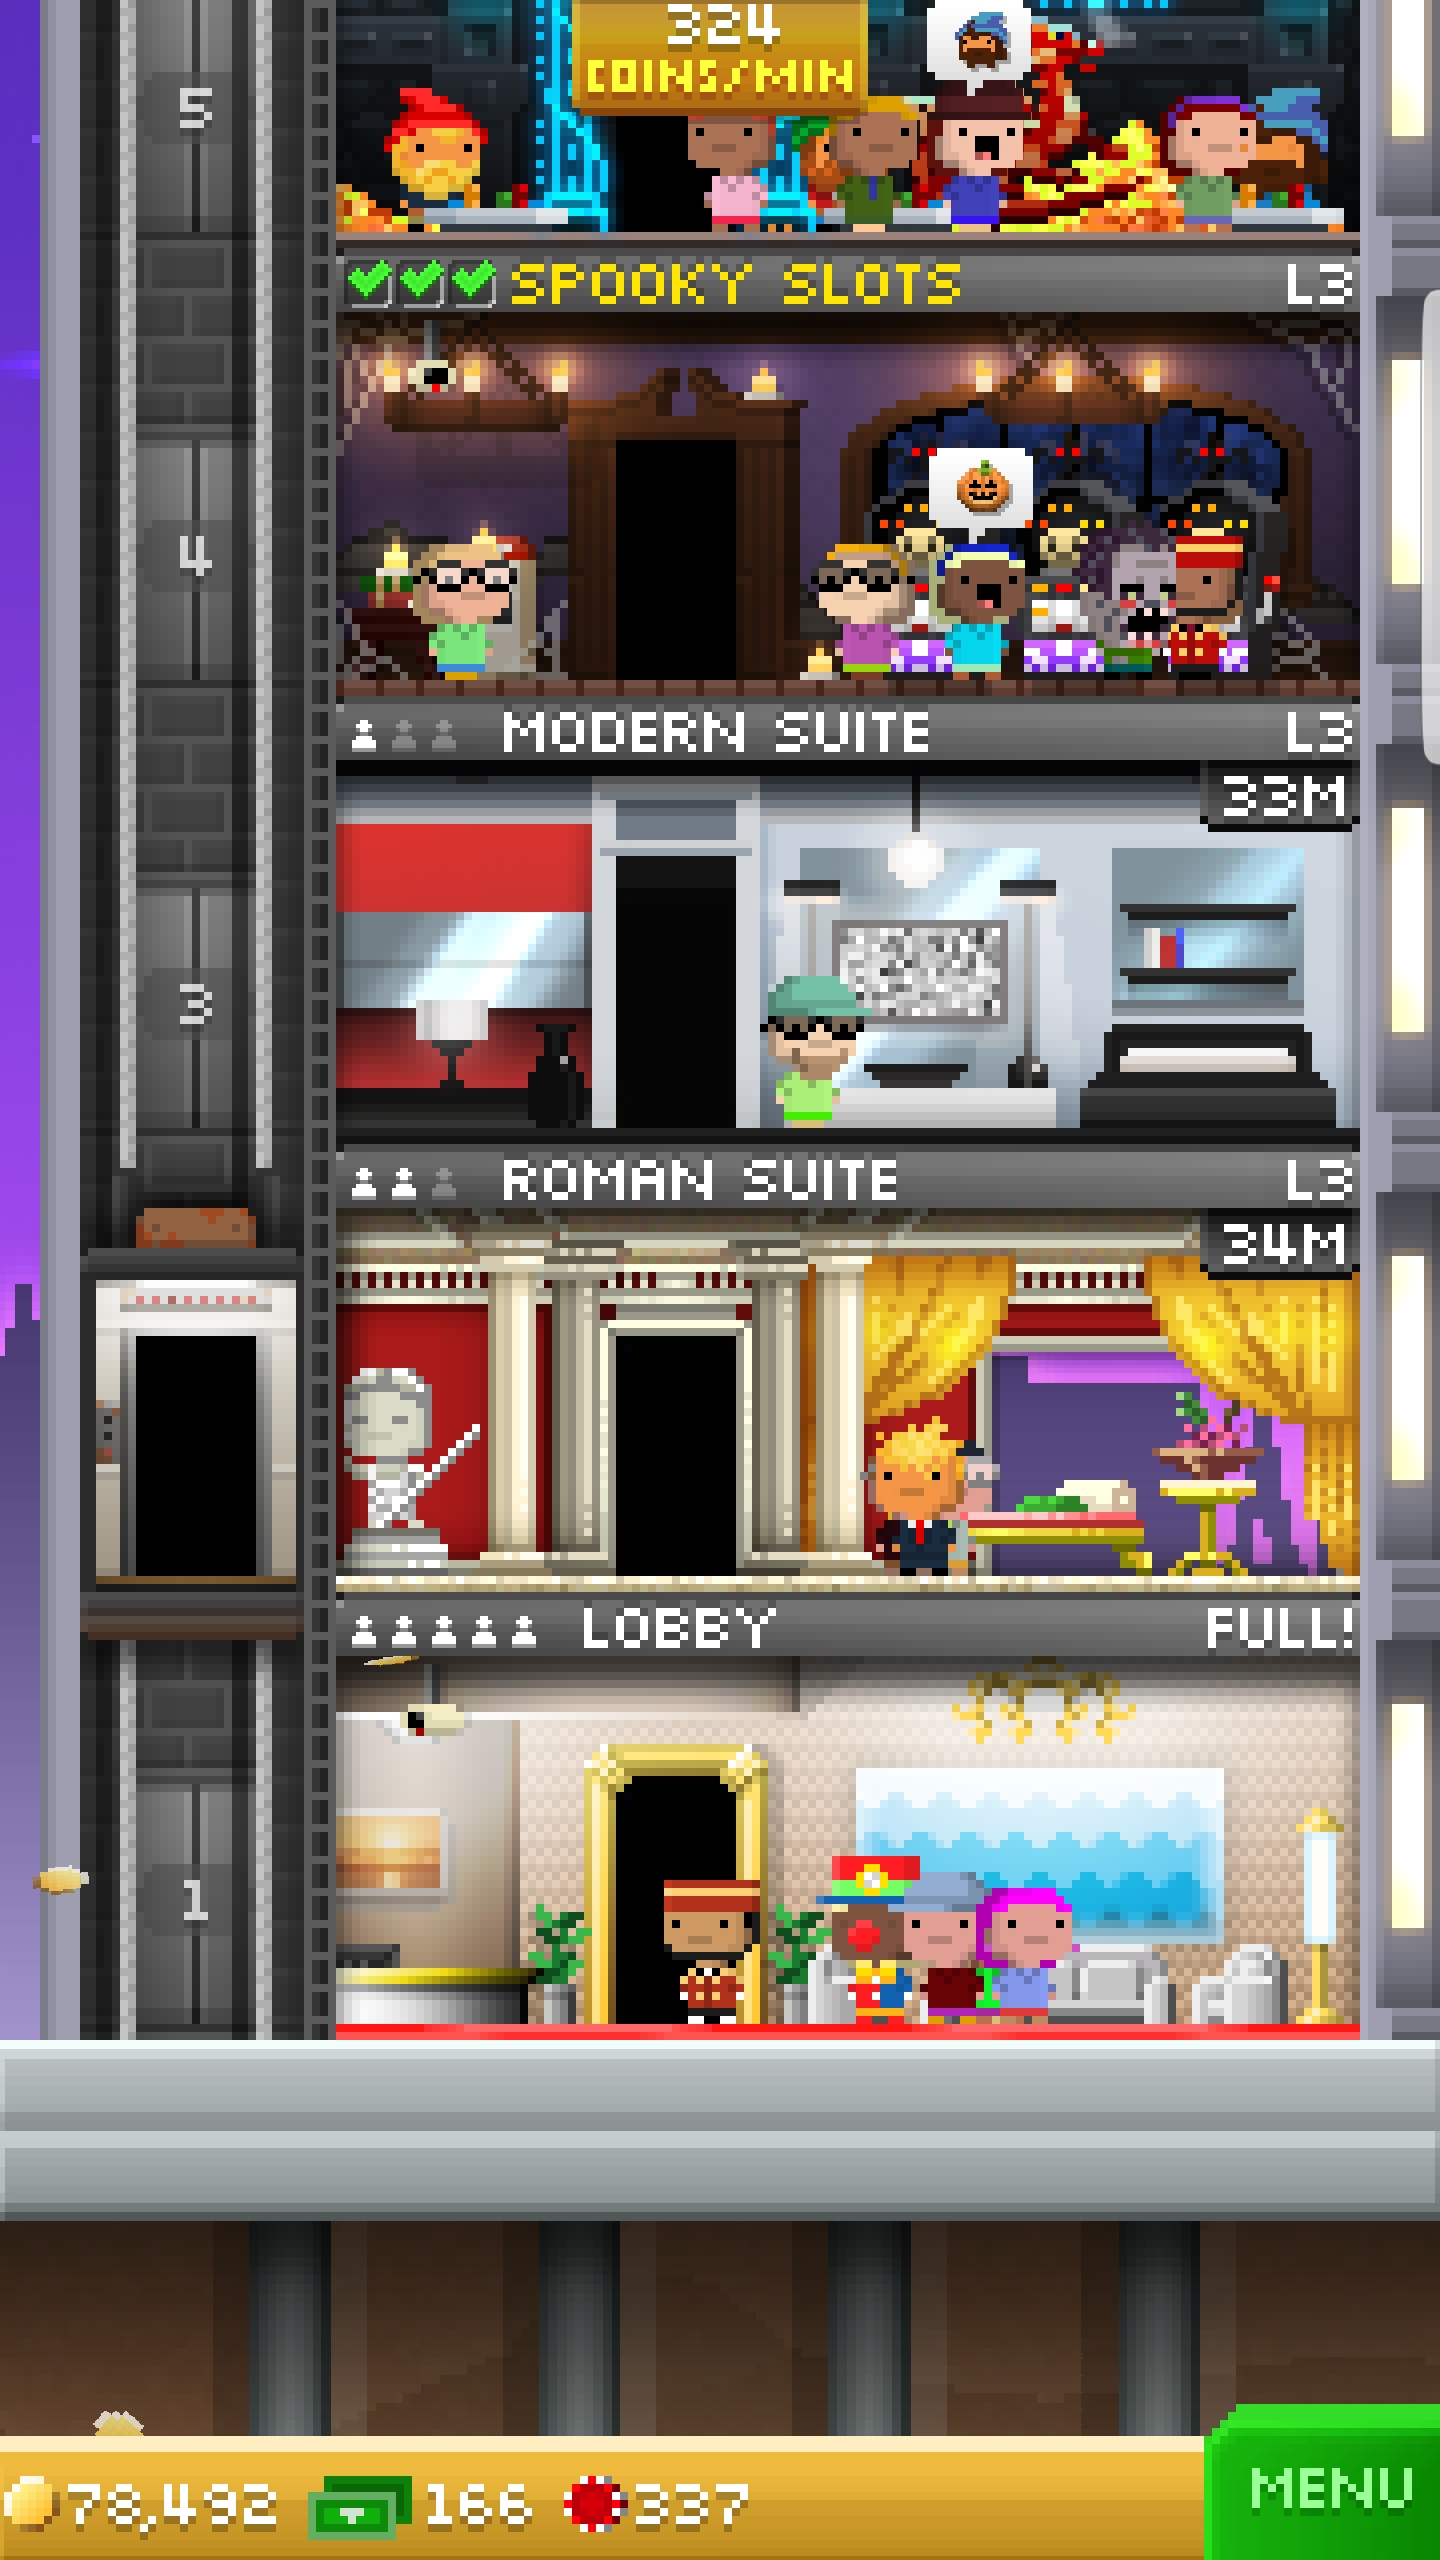 324
COINS/MIN
5
SPOOKY SLOTS L3
4
MODERN SUITE L3
33M
3
ROMAN SUITE L3
34M
LOBBY FULL!
1
78,492 166 337 MENU